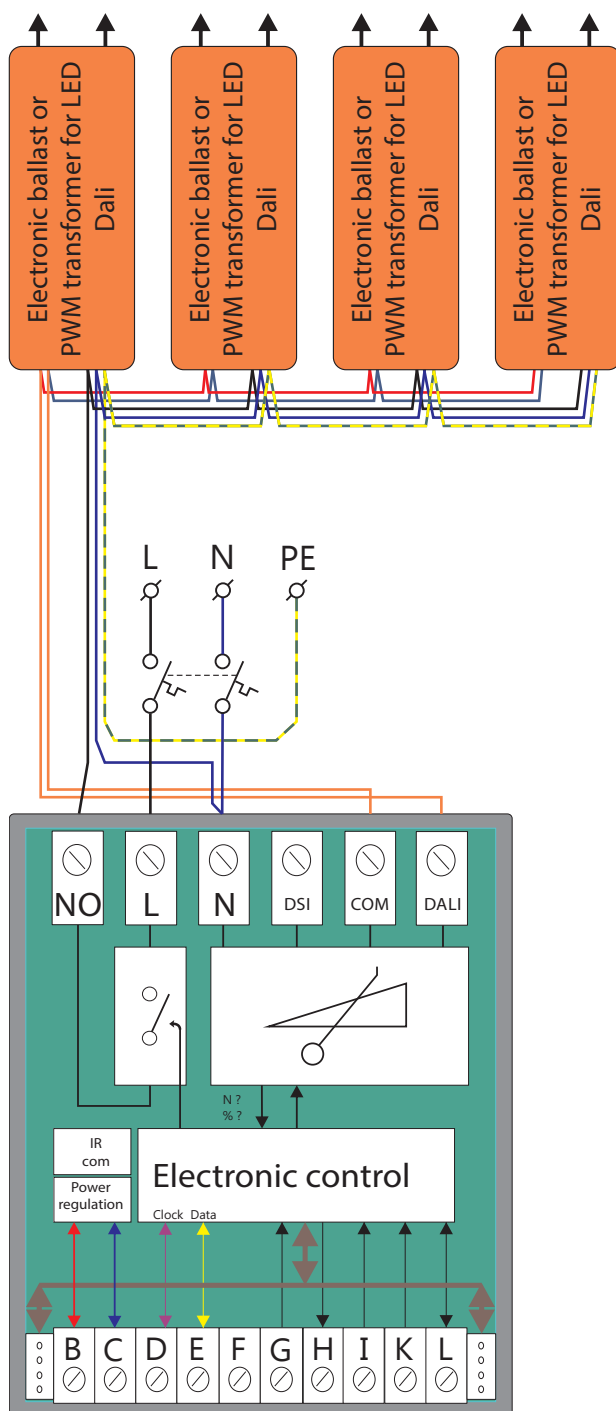 Electronic ballast or
PWM transformer for LED
Dali
Electronic ballast or
PWM transformer for LED
Dali
Electronic ballast or
PWM transformer for LED
Dali
Electronic ballast or
PWM transformer for LED
Dali
L N PE
NO L N DSI COM DALI
N ?
% ?
IR
com
Power
regulation
Electronic control
Clock Data
B C D E F G H I K L